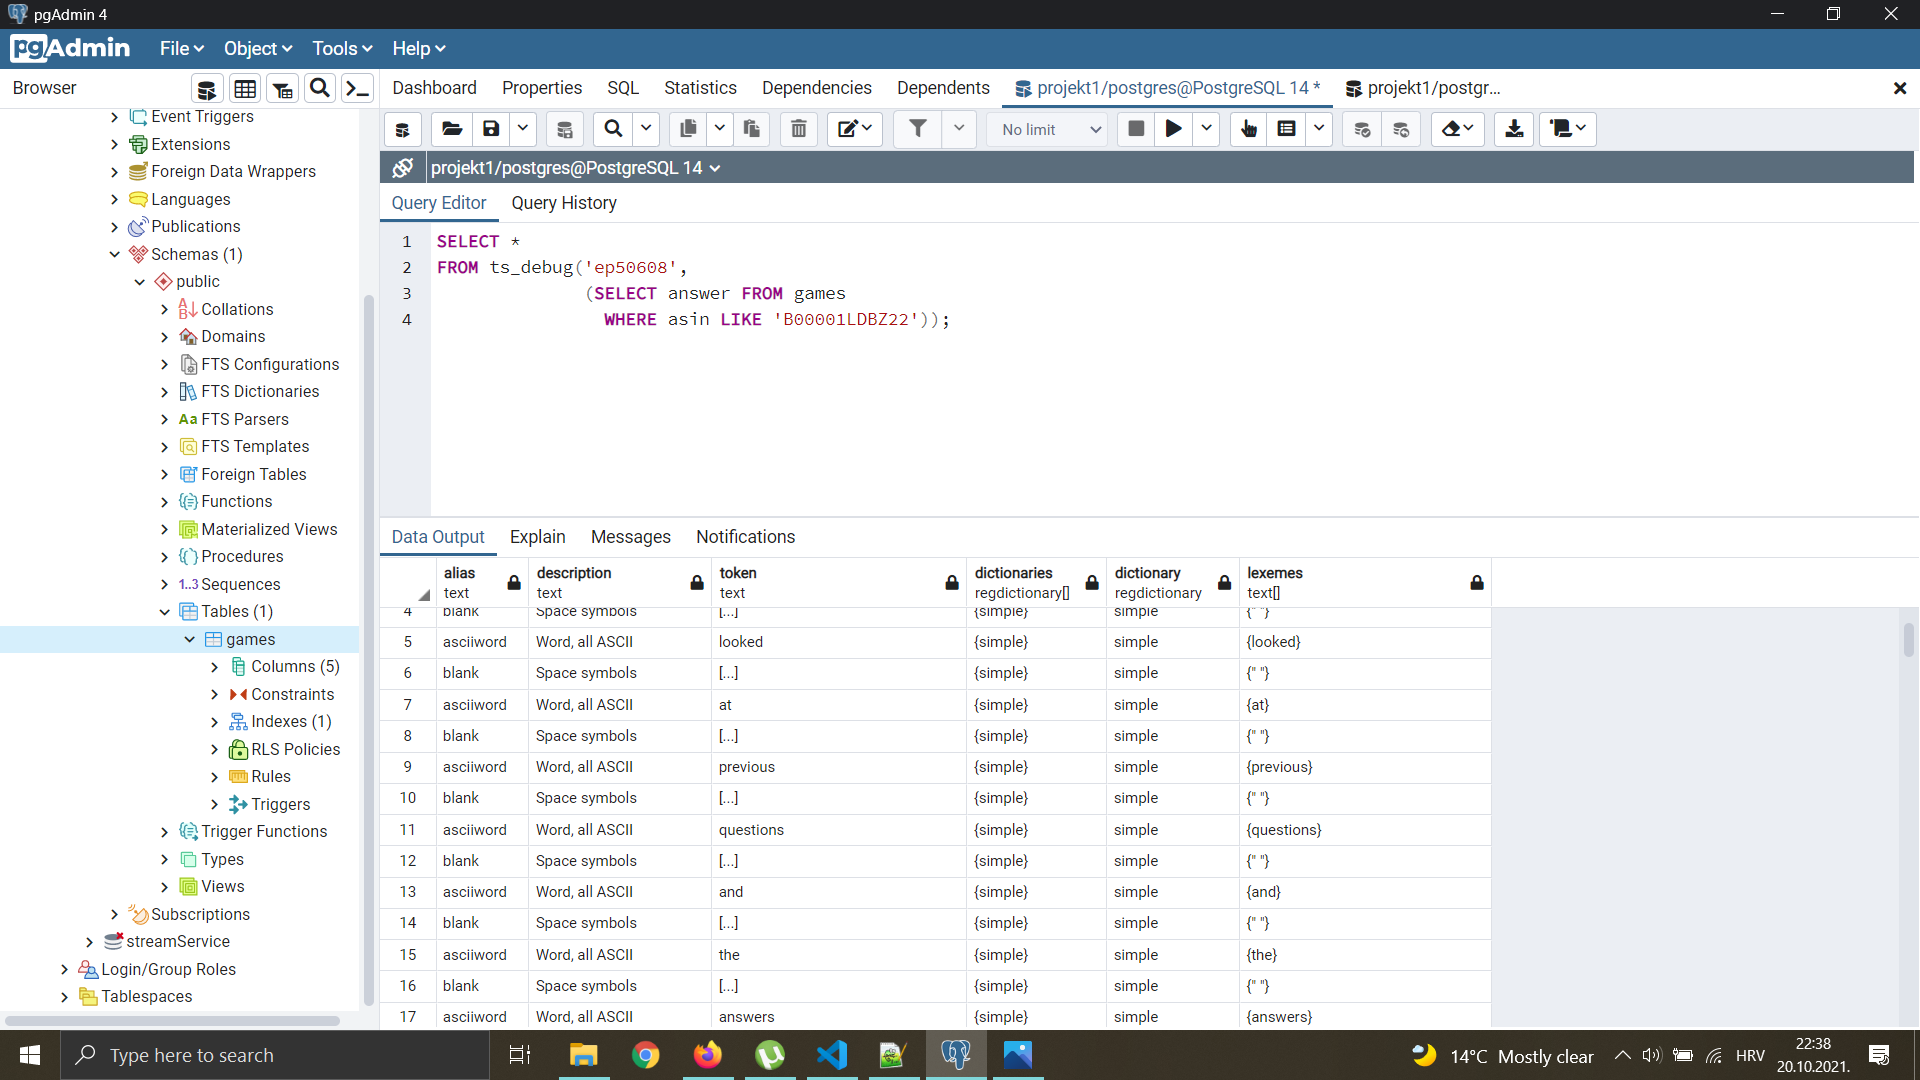 pgAdmin 4
pgAdmin File Object Tools Help
Browser
Dashboard Properties SQL Statistics Dependencies Dependents projekt1/postgres@PostgreSQL 14 * projekt1/postgr...
Event Triggers
Extensions
Foreign Data Wrappers
Languages
Publications
Schemas (1)
public
Collations
Domains
FTS Configurations
FTS Dictionaries
FTS Parsers
FTS Templates
Foreign Tables
Functions
Materialized Views
Procedures
1..3 Sequences
Tables (1)
games
Columns (5)
Constraints
Indexes (1)
RLS Policies
Rules
Triggers
Trigger Functions
Types
Views
Subscriptions
streamService
Login/Group Roles
Tablespaces
No limit
projekt1/postgres@PostgreSQL 14
Query Editor Query History
1 SELECT *
2 FROM ts_debug('ep50608',
3 (SELECT answer FROM games
4 WHERE asin LIKE 'B00001LDBZ22'));
Data Output Explain Messages Notifications
alias description token dictionaries dictionary lexemes
text text text regdictionary[] regdictionary text[]
4 blank Space symbols [...] {simple} simple {" "}
5 asciiword Word, all ASCII looked {simple} simple {looked}
6 blank Space symbols [...] {simple} simple {" "}
7 asciiword Word, all ASCII at {simple} simple {at}
8 blank Space symbols [...] {simple} simple {" "}
9 asciiword Word, all ASCII previous {simple} simple {previous}
10 blank Space symbols [...] {simple} simple {" "}
11 asciiword Word, all ASCII questions {simple} simple {questions}
12 blank Space symbols [...] {simple} simple {" "}
13 asciiword Word, all ASCII and {simple} simple {and}
14 blank Space symbols [...] {simple} simple {" "}
15 asciiword Word, all ASCII the {simple} simple {the}
16 blank Space symbols [...] {simple} simple {" "}
17 asciiword Word, all ASCII answers {simple} simple {answers}
Type here to search
14°C Mostly clear
HRV
22:38
20.10.2021.